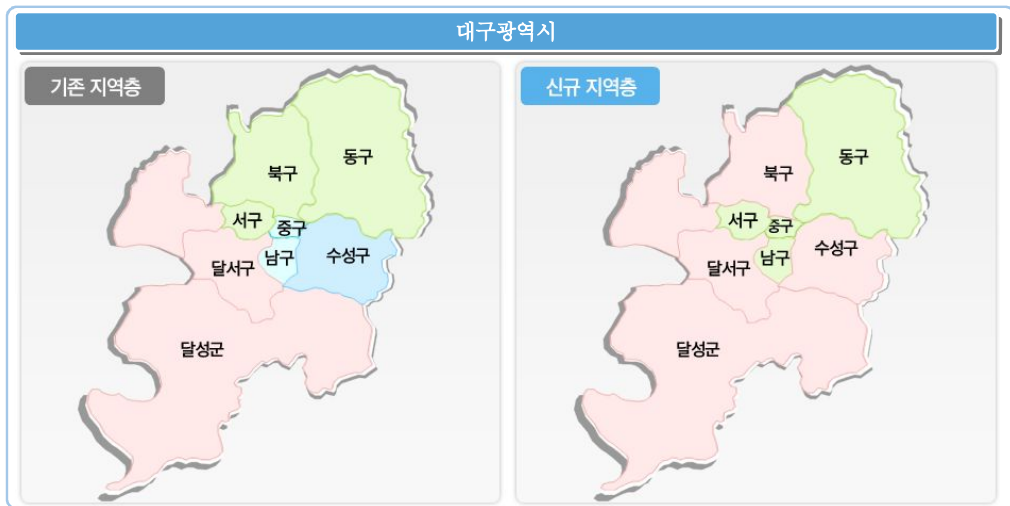 대구광역시
기존 지역층
동구
북구
서구
중구
남구
수성구
달서구
달성군
신규 지역층
동구
북구
서구
중구
남구
수성구
달서구
달성군